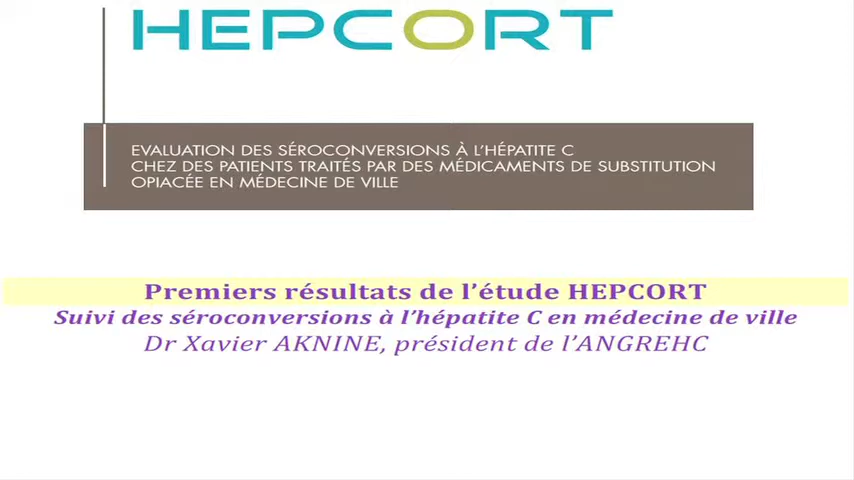 HEPCORT
EVALUATION DES SÉROCONVERSIONS À L'HÉPATITE C
CHEZ DES PATIENTS TRAITÉS PAR DES MÉDICAMENTS DE SUBSTITUTION
OPIACÉE EN MÉDECINE DE VILLE
Premiers résultats de l'étude HEPCORT
Suivi des séroconversions à l'hépatite C en médecine de ville
Dr Xavier AKNINE, président de l'ANGREHC